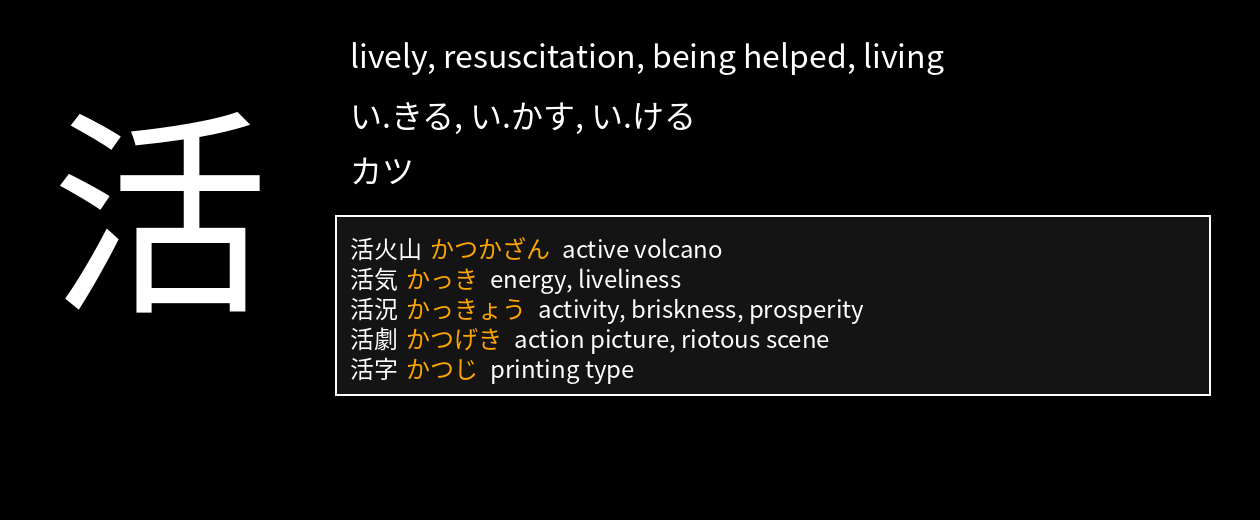 活
lively, resuscitation, being helped, living
い.きる, い.かす, い.ける
カツ
活火山 かつかざん active volcano
活気 かっき energy, liveliness
活況 かっきょう activity, briskness, prosperity
活劇 かつげき action picture, riotous scene
活字 かつじ printing type